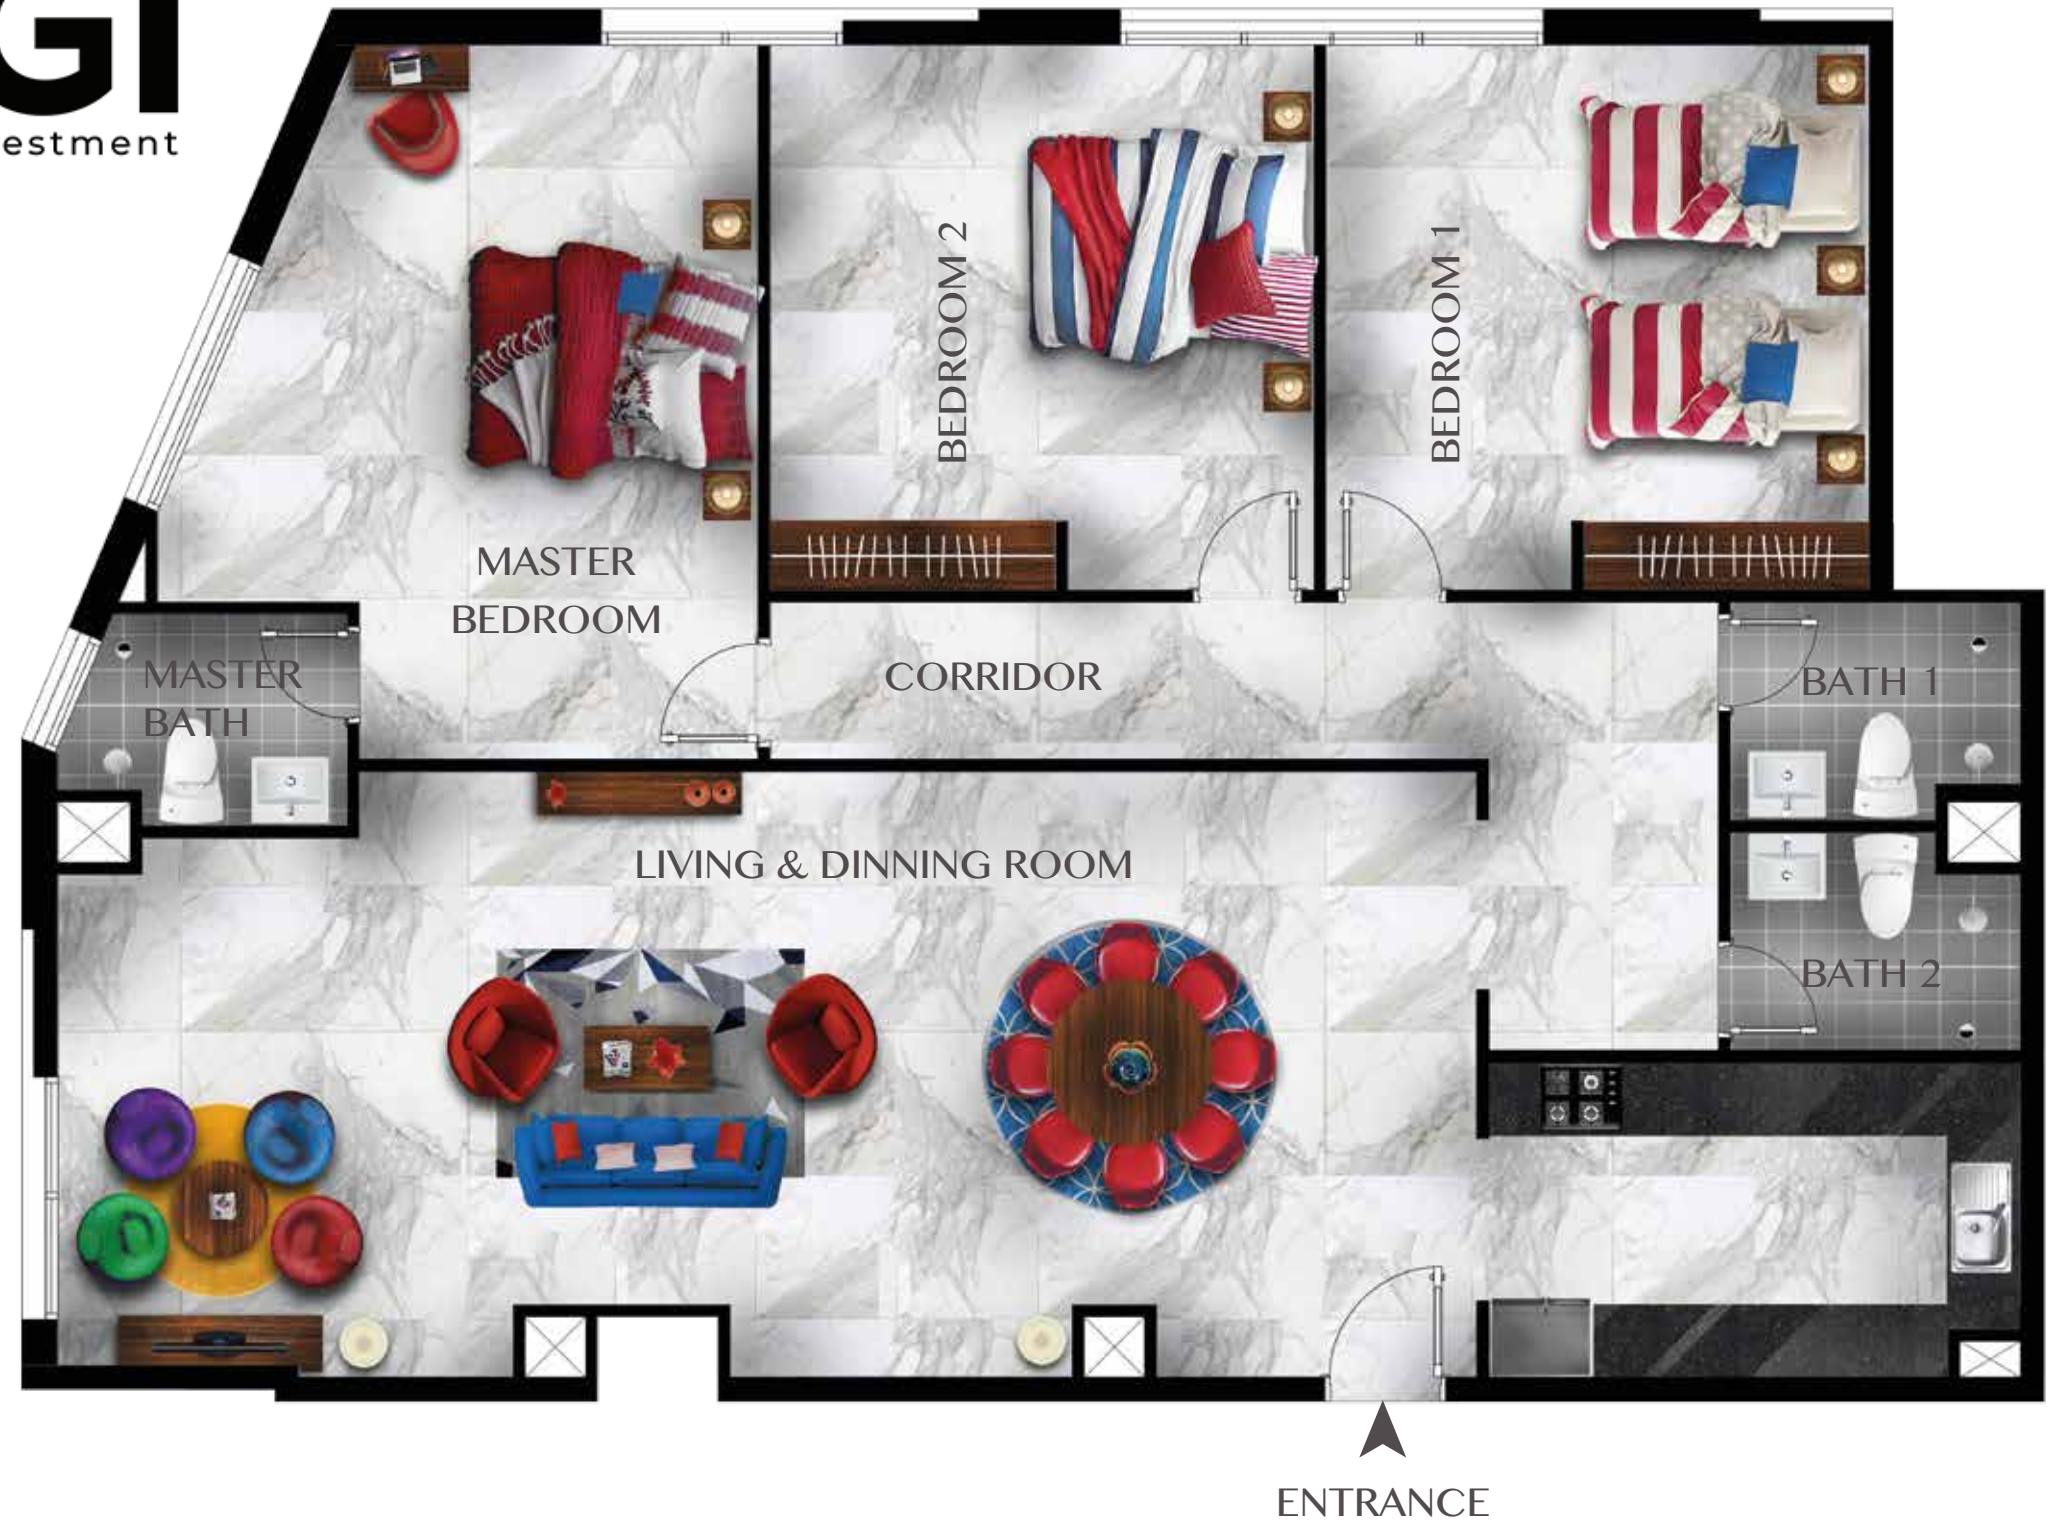 GI
estment
BEDROOM 2
BEDROOM 1
MASTER
BEDROOM
MASTER
BATH
CORRIDOR
BATH 1
LIVING & DINNING ROOM
BATH 2
ENTRANCE